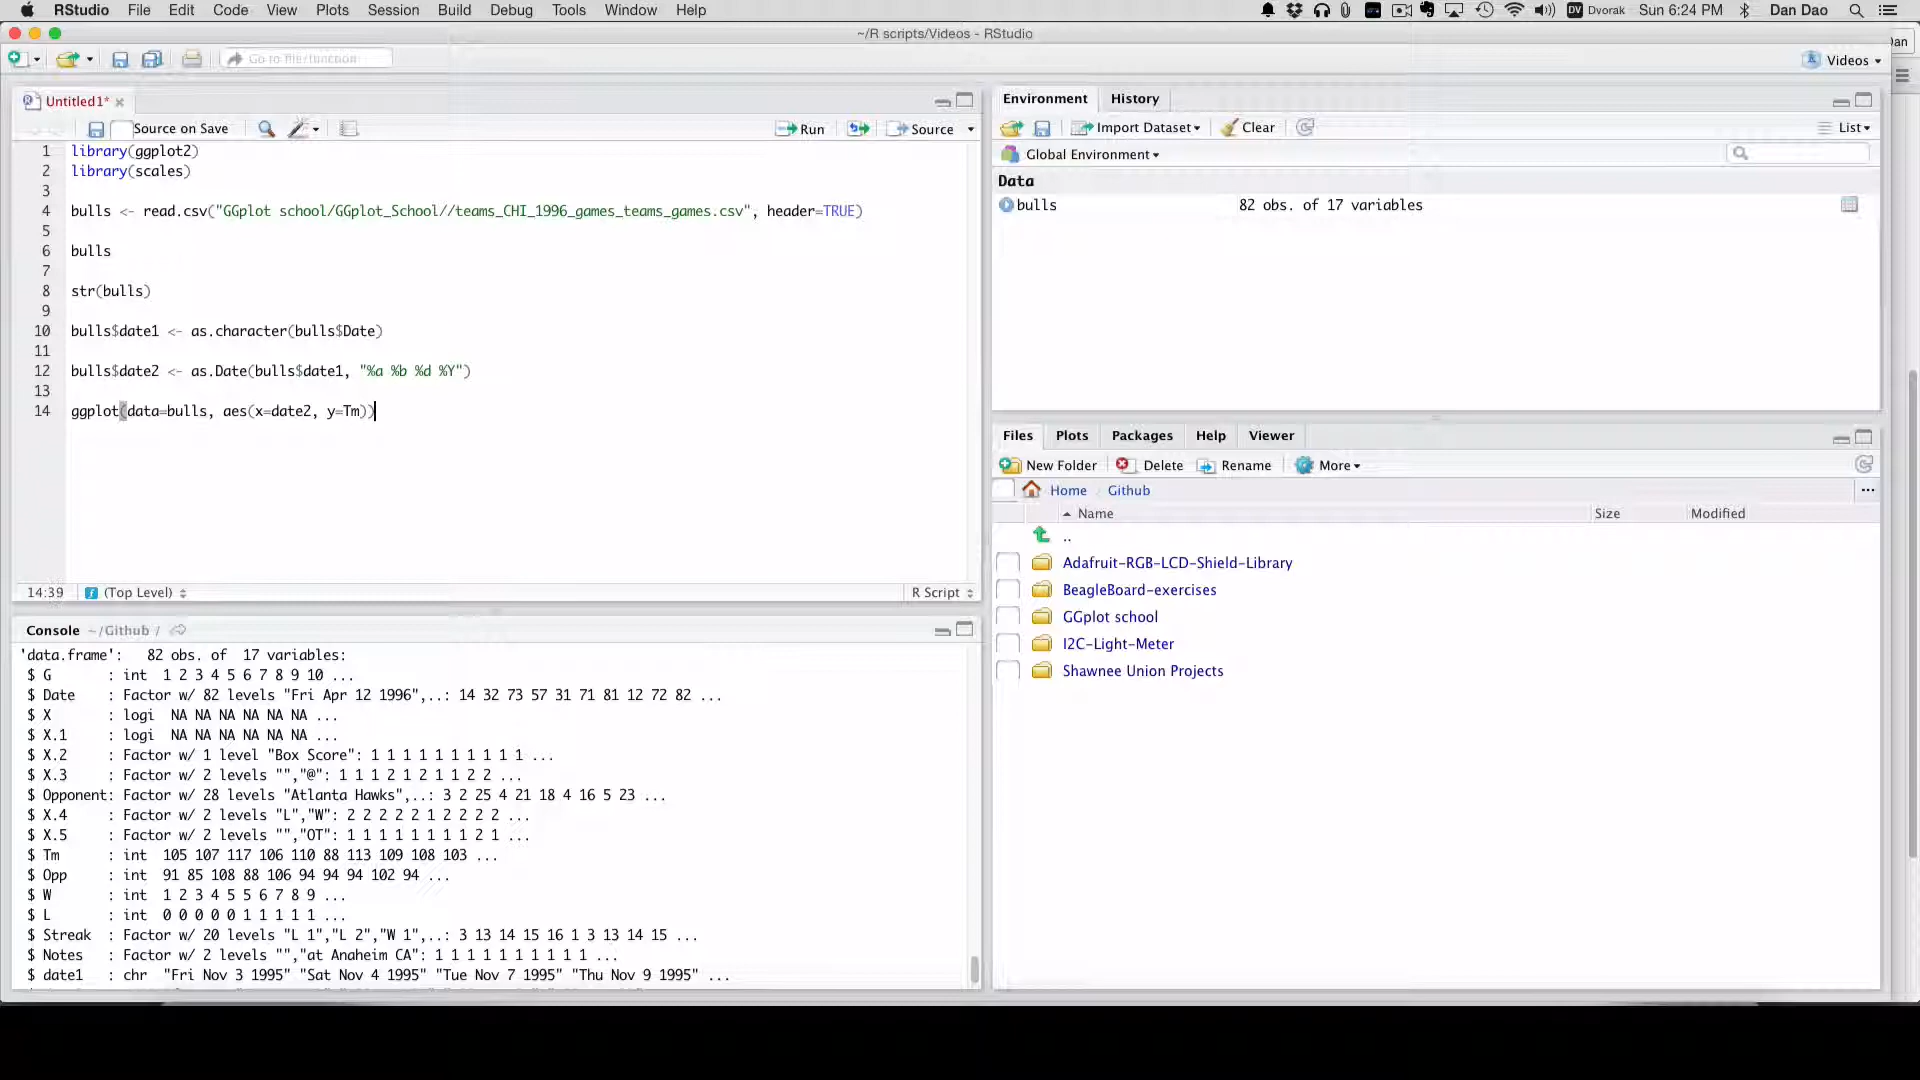 RStudio File Edit Code View Plots Session Build Debug Tools Window Help
DV Dvorak Sun 6:24 PM Dan Dao
~/R scripts/Videos - RStudio
Go to file/function
Videos
Untitled1*
Source on Save
Run
Source
1 library(ggplot2)
2 library(scales)
3
4 bulls <- read.csv("GGplot school/GGplot_School//teams_CHI_1996_games_teams_games.csv", header=TRUE)
5
6 bulls
7
8 str(bulls)
9
10 bulls$date1 <- as.character(bulls$Date)
11
12 bulls$date2 <- as.Date(bulls$date1, "%a %b %d %Y")
13
14 ggplot(data=bulls, aes(x=date2, y=Tm))
14:39 (Top Level) R Script
Console ~/Github/
'data.frame': 82 obs. of 17 variables:
$ G : int 1 2 3 4 5 6 7 8 9 10 ...
$ Date : Factor w/ 82 levels "Fri Apr 12 1996",..: 14 32 73 57 31 71 81 12 72 82 ...
$ X : logi NA NA NA NA NA NA ...
$ X.1 : logi NA NA NA NA NA NA ...
$ X.2 : Factor w/ 1 level "Box Score": 1 1 1 1 1 1 1 1 1 1 ...
$ X.3 : Factor w/ 2 levels "","@": 1 1 1 2 1 2 1 1 2 2 ...
$ Opponent: Factor w/ 28 levels "Atlanta Hawks",..: 3 2 25 4 21 18 4 16 5 23 ...
$ X.4 : Factor w/ 2 levels "L","W": 2 2 2 2 2 1 2 2 2 2 ...
$ X.5 : Factor w/ 2 levels "","OT": 1 1 1 1 1 1 1 1 2 1 ...
$ Tm : int 105 107 117 106 110 88 113 109 108 103 ...
$ Opp : int 91 85 108 88 106 94 94 94 102 94 ...
$ W : int 1 2 3 4 5 5 6 7 8 9 ...
$ L : int 0 0 0 0 0 1 1 1 1 1 ...
$ Streak : Factor w/ 20 levels "L 1","L 2","W 1",..: 3 13 14 15 16 1 3 13 14 15 ...
$ Notes : Factor w/ 2 levels "","at Anaheim CA": 1 1 1 1 1 1 1 1 1 1 ...
$ date1 : chr "Fri Nov 3 1995" "Sat Nov 4 1995" "Tue Nov 7 1995" "Thu Nov 9 1995" ...
Environment History
Import Dataset Clear List
Global Environment
Data
bulls 82 obs. of 17 variables
Files Plots Packages Help Viewer
New Folder Delete Rename More
Home Github ...
Name Size Modified
..
Adafruit-RGB-LCD-Shield-Library
BeagleBoard-exercises
GGplot school
I2C-Light-Meter
Shawnee Union Projects